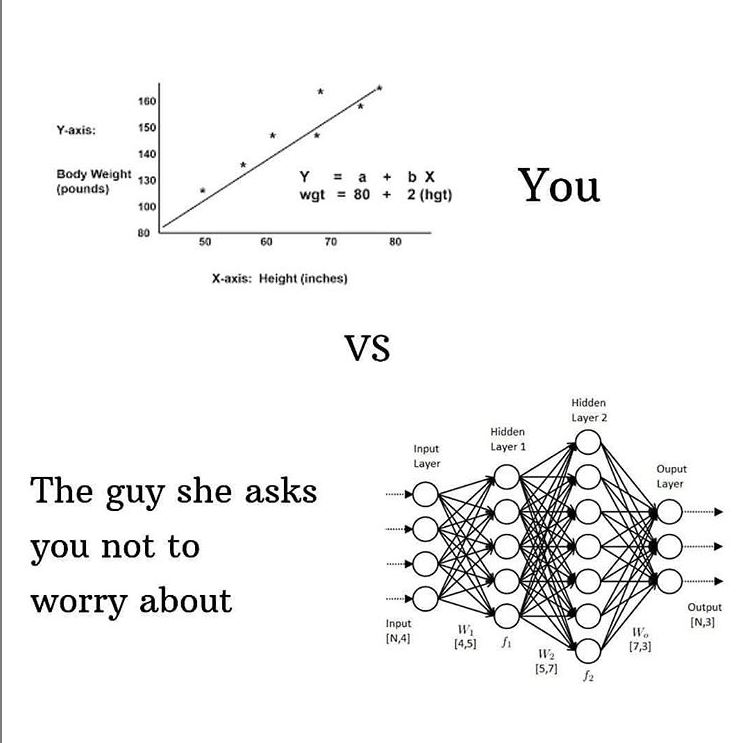 160
Y-axis:
150
140
Body Weight
(pounds)
130
100
80
Y = a + b X
wgt = 80 + 2 (hgt)
50 60 70 80
X-axis: Height (inches)
You
VS
The guy she asks
you not to
worry about
Input
Layer
Hidden
Layer 1
Hidden
Layer 2
Ouput
Layer
Input
[N,4]
W₁
[4,5]
f₁
W₂
[5,7]
f₂
Wₒ
[7,3]
Output
[N,3]